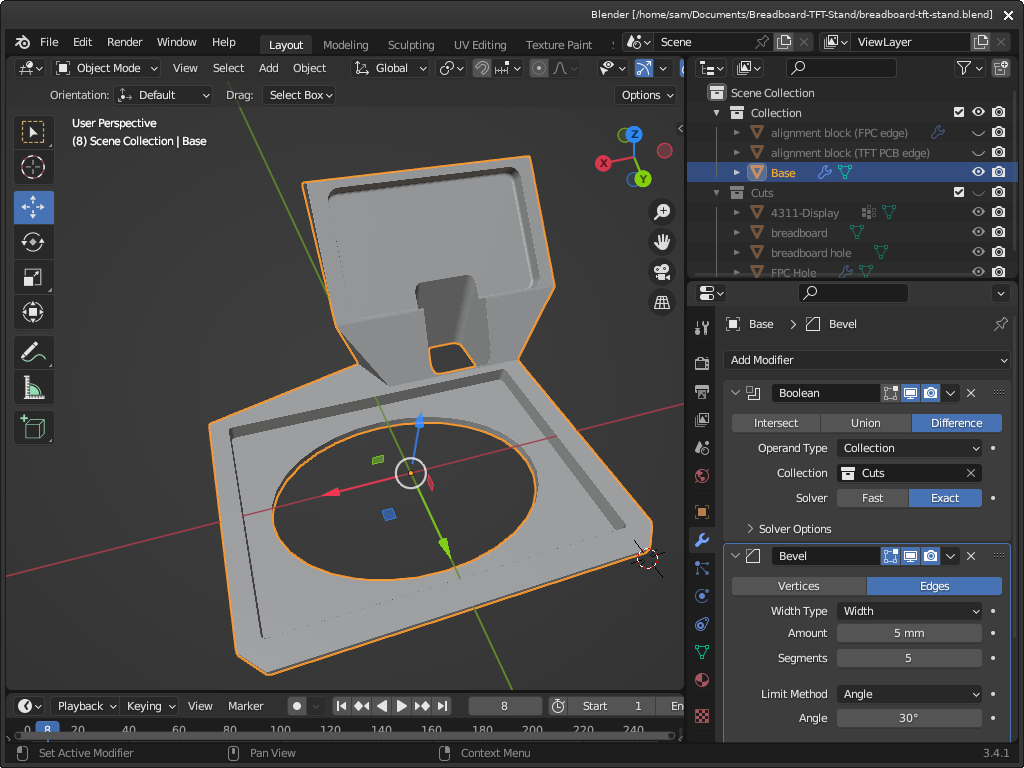 Blender [/home/sam/Documents/Breadboard-TFT-Stand/breadboard-tft-stand.blend]
File Edit Render Window Help Layout Modeling Sculpting UV Editing Texture Paint Scene ViewLayer
Object Mode View Select Add Object Global
Orientation: Default Drag: Select Box Options
User Perspective
(8) Scene Collection | Base
Z
X
Y
Scene Collection
Collection
alignment block (FPC edge)
alignment block (TFT PCB edge)
Base
Cuts
4311-Display
breadboard
breadboard hole
FPC Hole
Base > Bevel
Add Modifier
Boolean
Intersect Union Difference
Operand Type Collection
Collection Cuts
Solver Fast Exact
Solver Options
Bevel
Vertices Edges
Width Type Width
Amount 5 mm
Segments 5
Limit Method Angle
Angle 30°
Playback Keying View Marker 8 Start 1 En
0 8 20 40 60 80 100 120 140 160 180 200 220 240
Set Active Modifier Pan View Context Menu 3.4.1